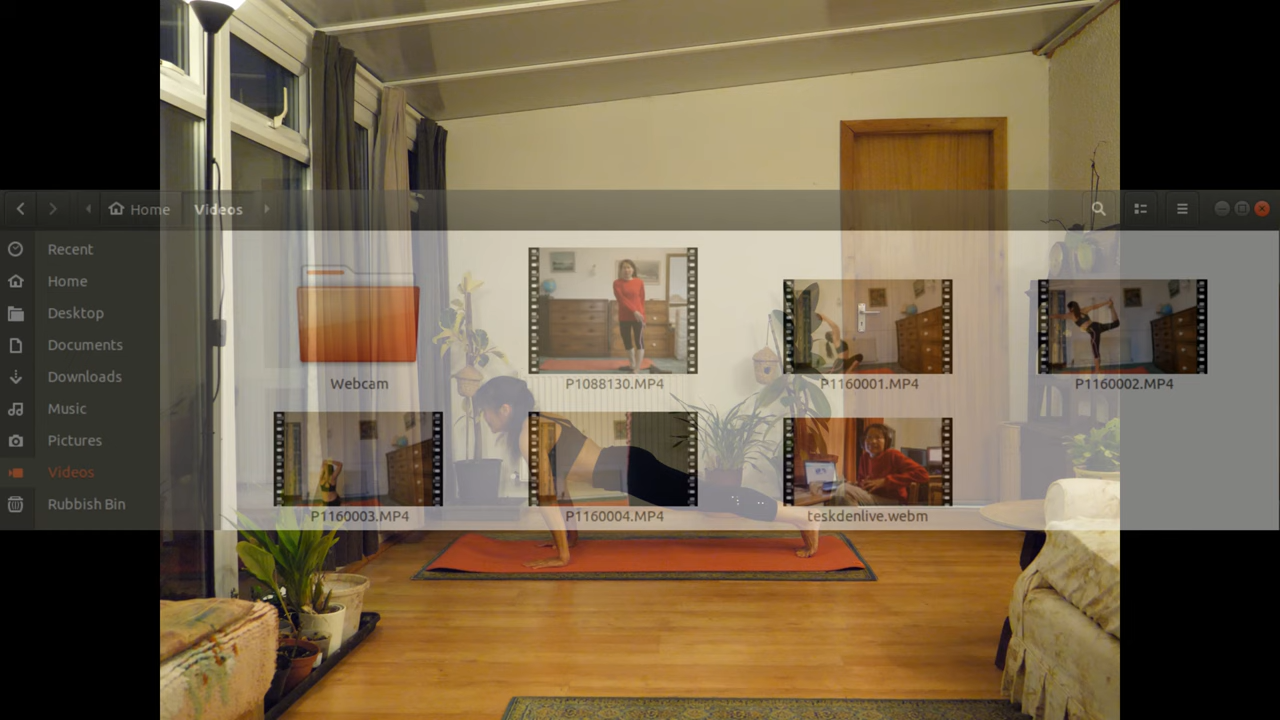 Home Videos
Recent
Home
Desktop
Documents
Downloads
Music
Pictures
Videos
Rubbish Bin
Webcam
P1088130.MP4
P1160001.MP4
P1160002.MP4
P1160003.MP4
P1160004.MP4
teskdenlive.webm